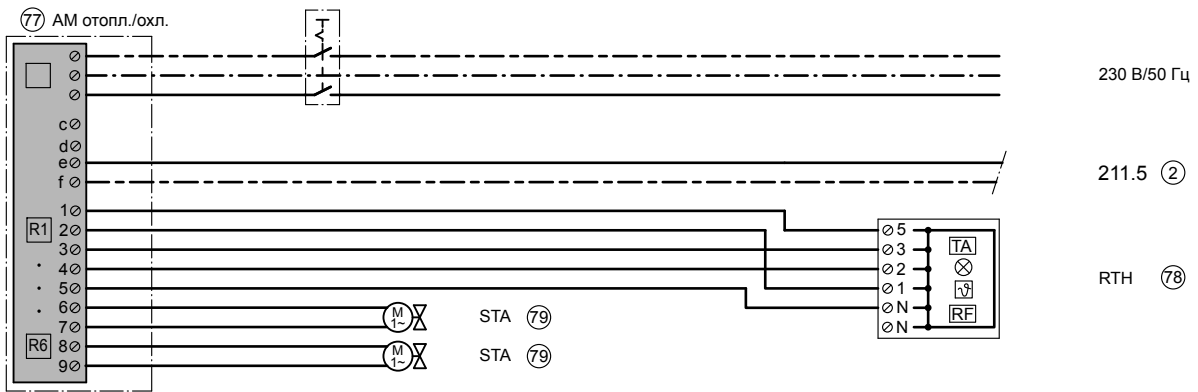 77 АМ отопл./охл.
230 В/50 Гц
c
d
e
f
211.5 2
1
R1 2
3
4
5
6
7
R6 8
9
5
3 TA
2
1 ϑ
N RF
N
RTH 78
M 1~ STA 79
M 1~ STA 79